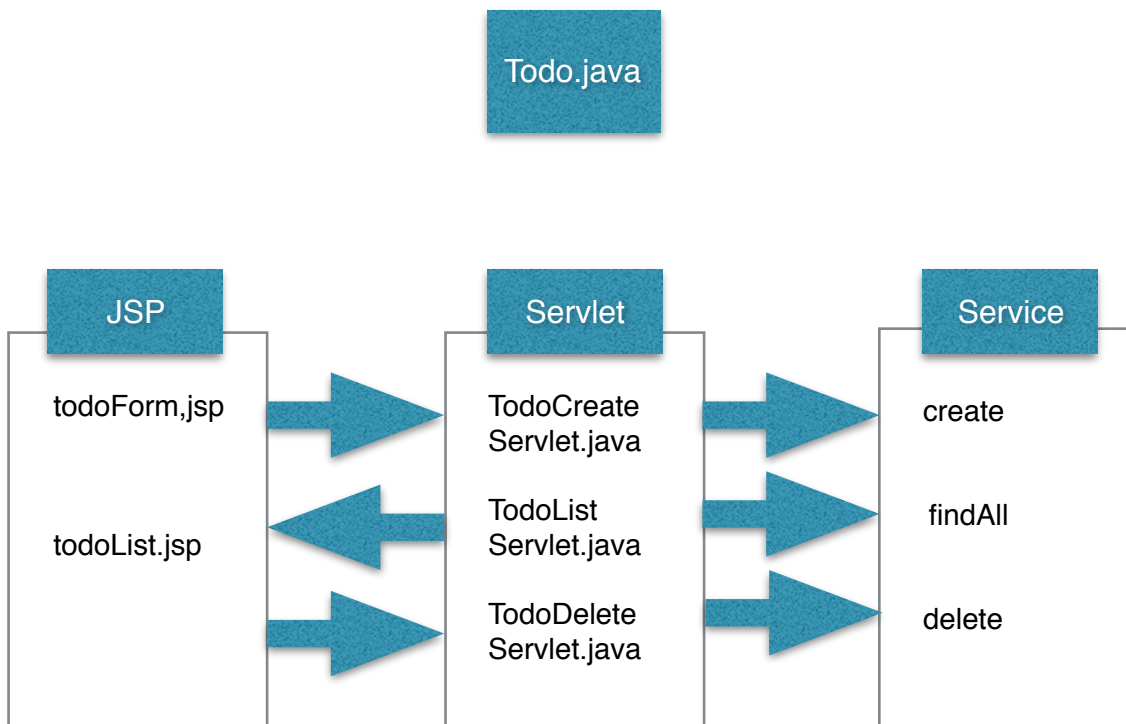 Todo.java
JSP
Servlet
Service
todoForm,jsp
TodoCreate
Servlet.java
create
TodoList
Servlet.java
findAll
todoList.jsp
TodoDelete
Servlet.java
delete